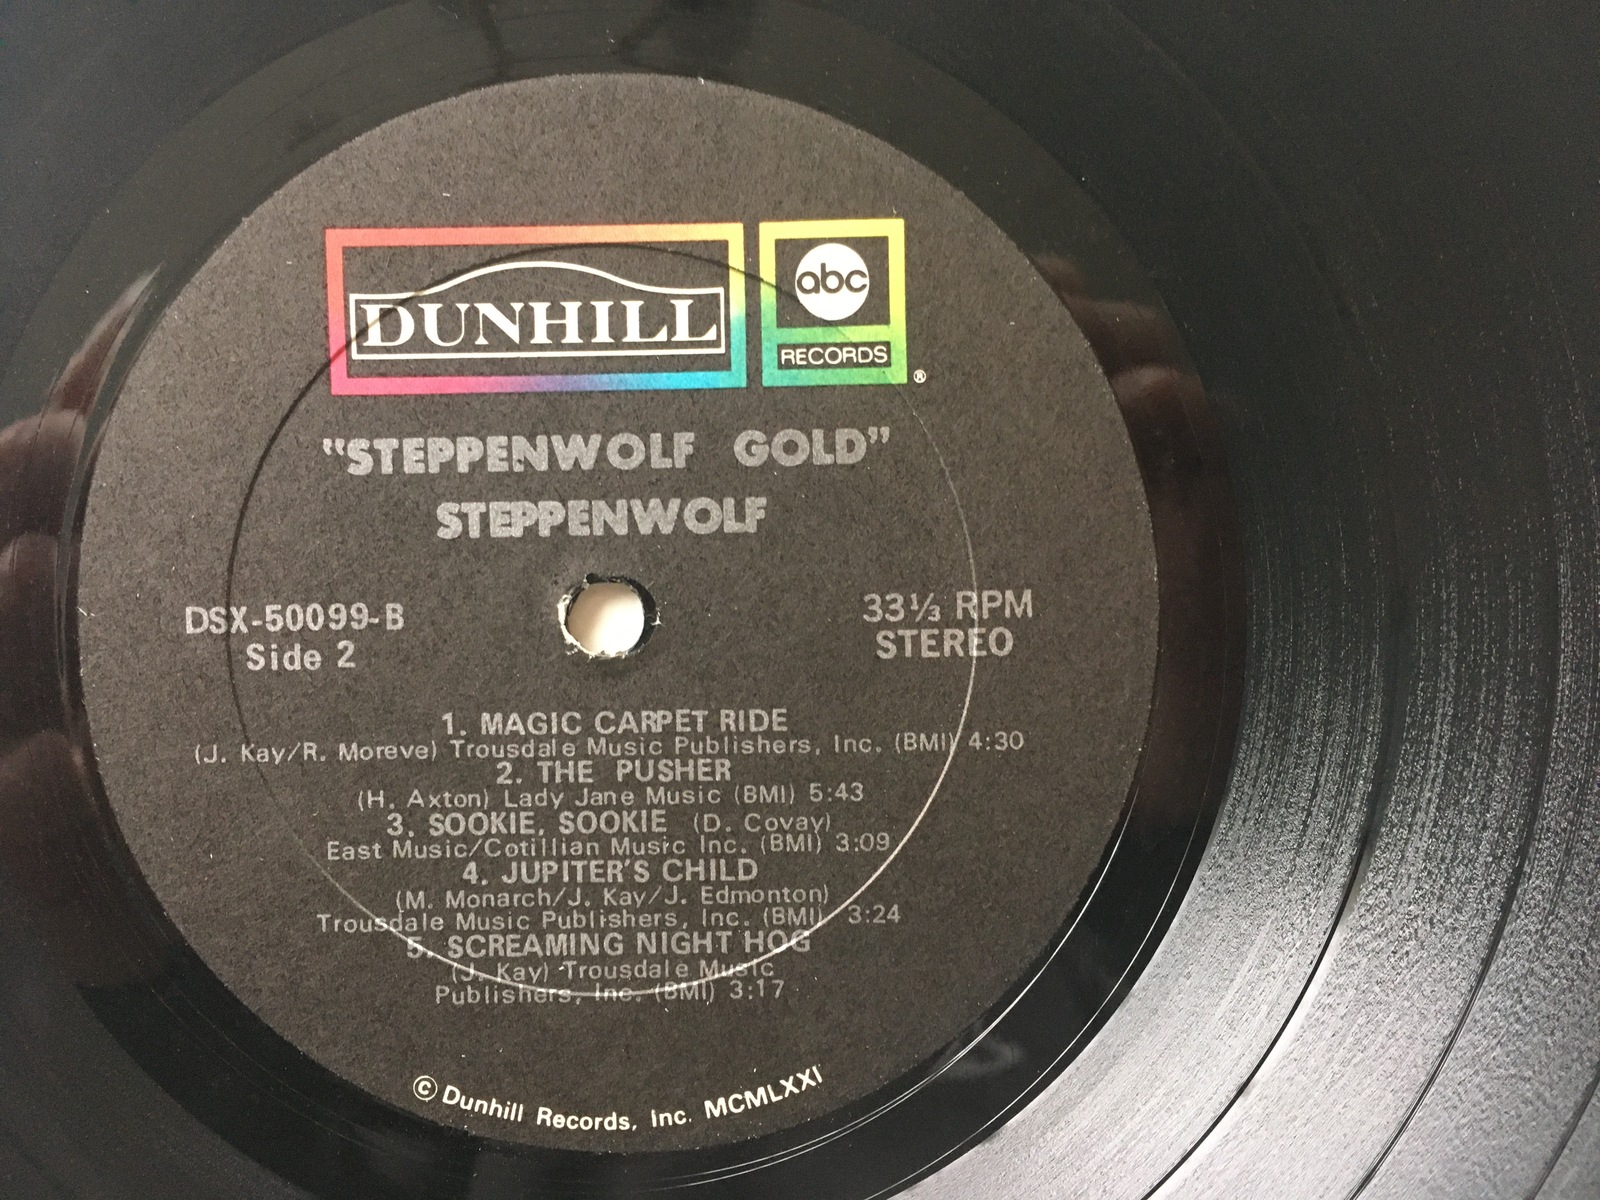 DUNHILL
abc
RECORDS
®
"STEPPENWOLF GOLD"
STEPPENWOLF
DSX-50099-B
Side 2
33⅓ RPM
STEREO
1. MAGIC CARPET RIDE
(J. Kay/R. Moreve) Trousdale Music Publishers, Inc. (BMI) 4:30
2. THE PUSHER
(H. Axton) Lady Jane Music (BMI) 5:43
3. SOOKIE, SOOKIE (D. Covay)
East Music/Cotillian Music Inc. (BMI) 3:09
4. JUPITER'S CHILD
(M. Monarch/J. Kay/J. Edmonton)
Trousdale Music Publishers, Inc. (BMI) 3:24
5. SCREAMING NIGHT HOG
(J. Kay) Trousdale Music
Publishers, Inc. (BMI) 3:17
© Dunhill Records, Inc. MCMLXXI